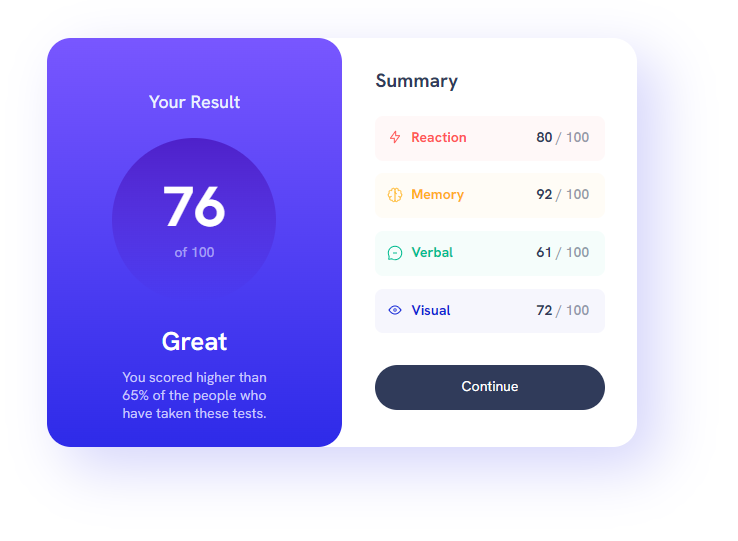 Your Result
76
of 100
Great
You scored higher than
65% of the people who
have taken these tests.
Summary
Reaction 80 / 100
Memory 92 / 100
Verbal 61 / 100
Visual 72 / 100
Continue